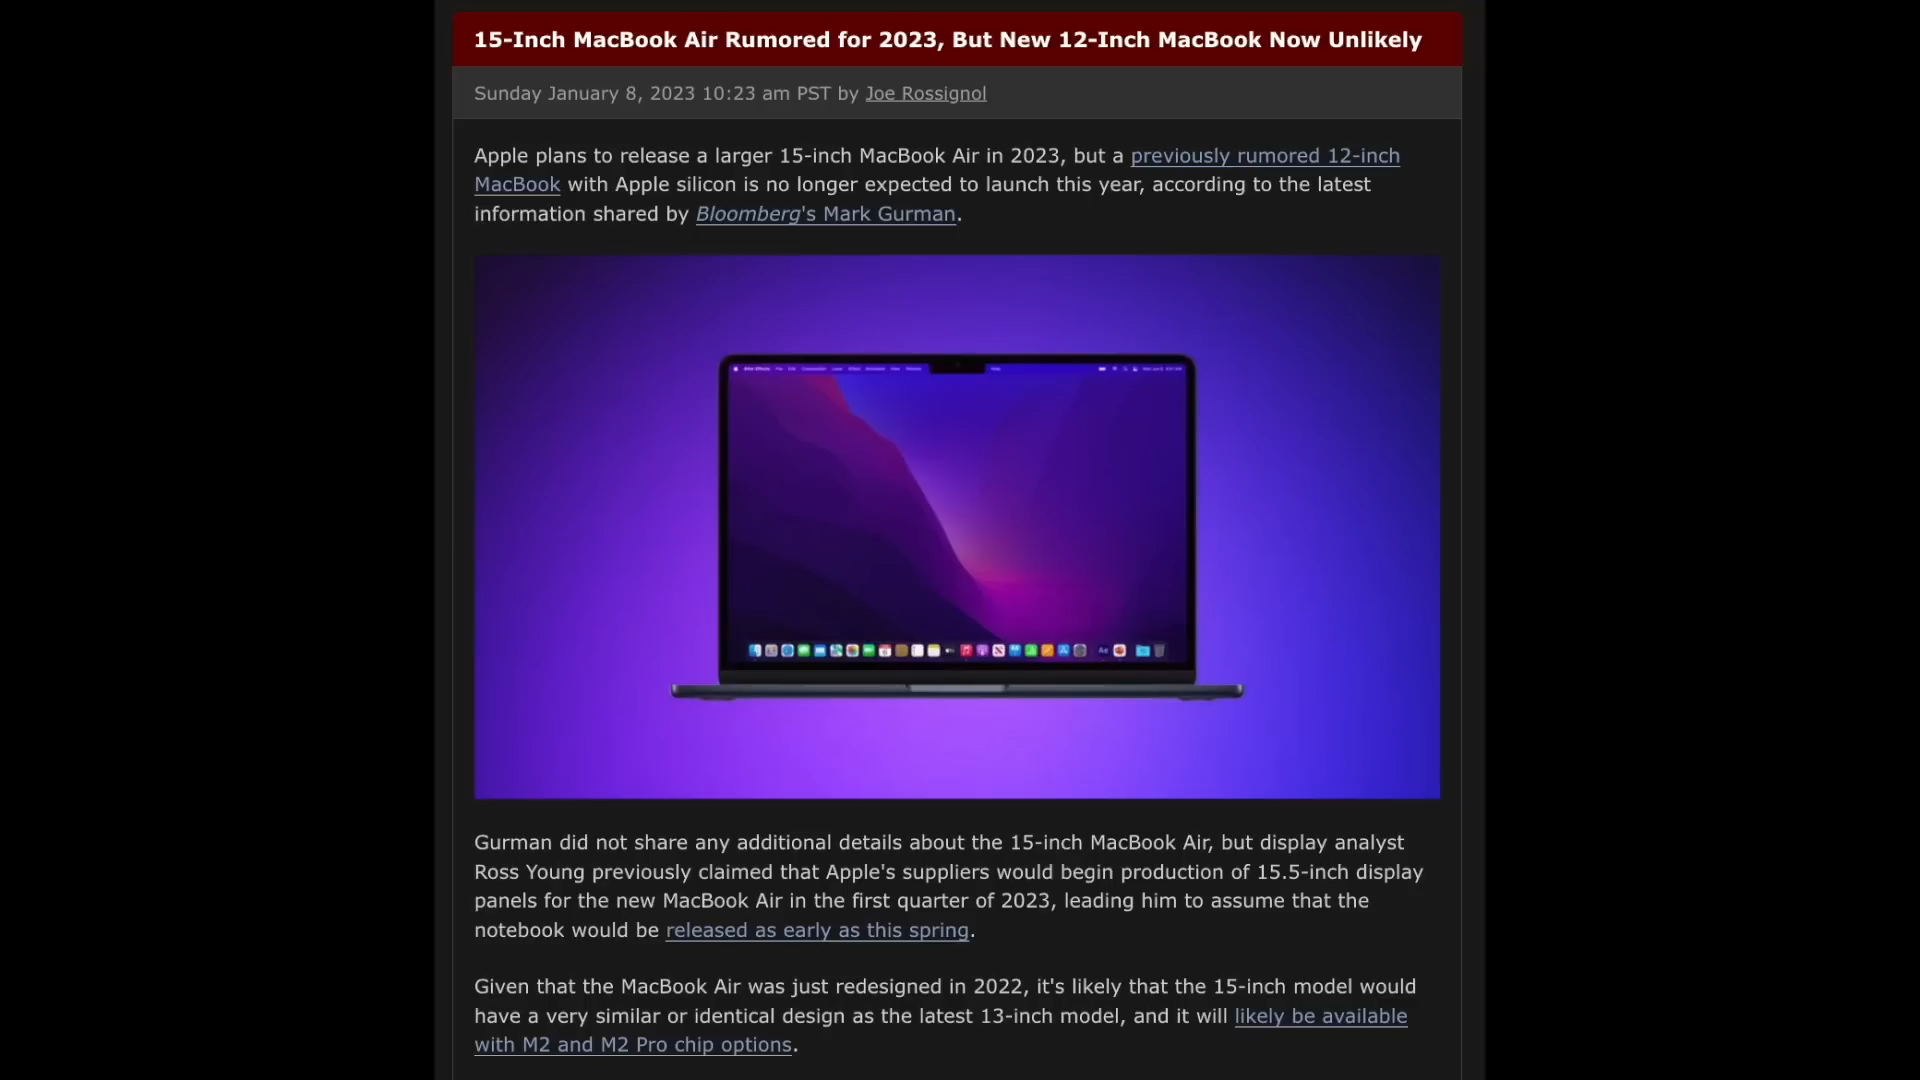 15-Inch MacBook Air Rumored for 2023, But New 12-Inch MacBook Now Unlikely
Sunday January 8, 2023 10:23 am PST by Joe Rossignol
Apple plans to release a larger 15-inch MacBook Air in 2023, but a previously rumored 12-inch
MacBook with Apple silicon is no longer expected to launch this year, according to the latest
information shared by Bloomberg's Mark Gurman.
Gurman did not share any additional details about the 15-inch MacBook Air, but display analyst
Ross Young previously claimed that Apple's suppliers would begin production of 15.5-inch display
panels for the new MacBook Air in the first quarter of 2023, leading him to assume that the
notebook would be released as early as this spring.
Given that the MacBook Air was just redesigned in 2022, it's likely that the 15-inch model would
have a very similar or identical design as the latest 13-inch model, and it will likely be available
with M2 and M2 Pro chip options.